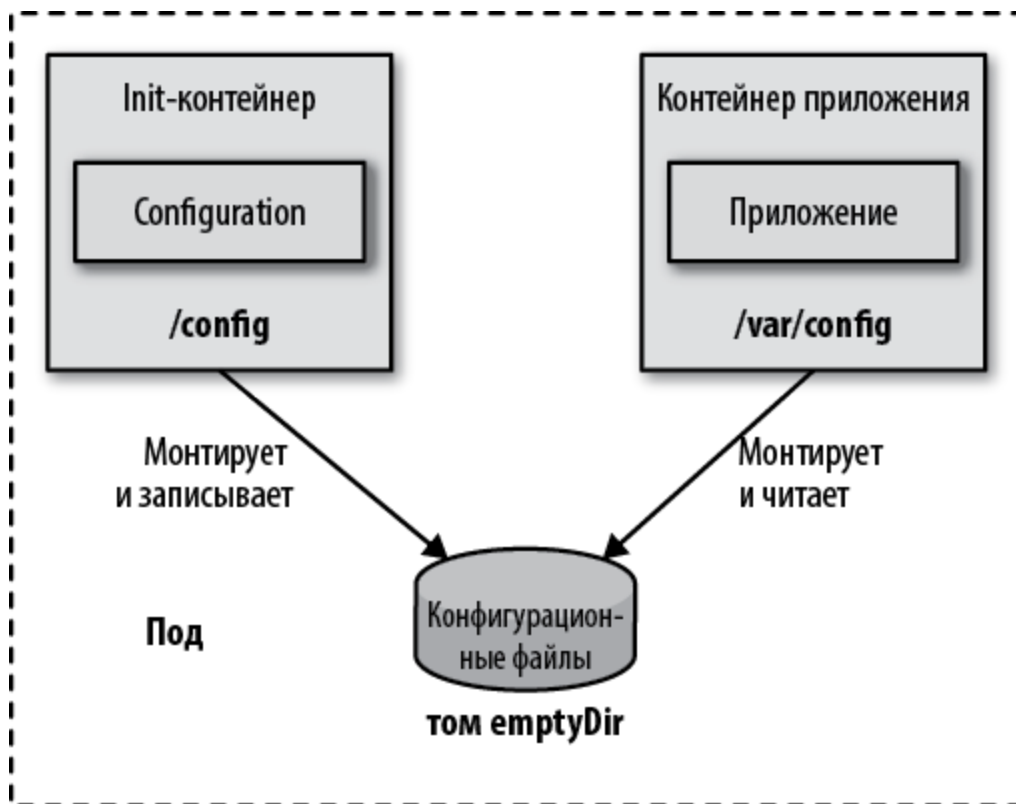 Init-контейнер
Configuration
/config
Контейнер приложения
Приложение
/var/config
Монтирует
и записывает
Монтирует
и читает
Под
Конфигурацион-
ные файлы
том emptyDir